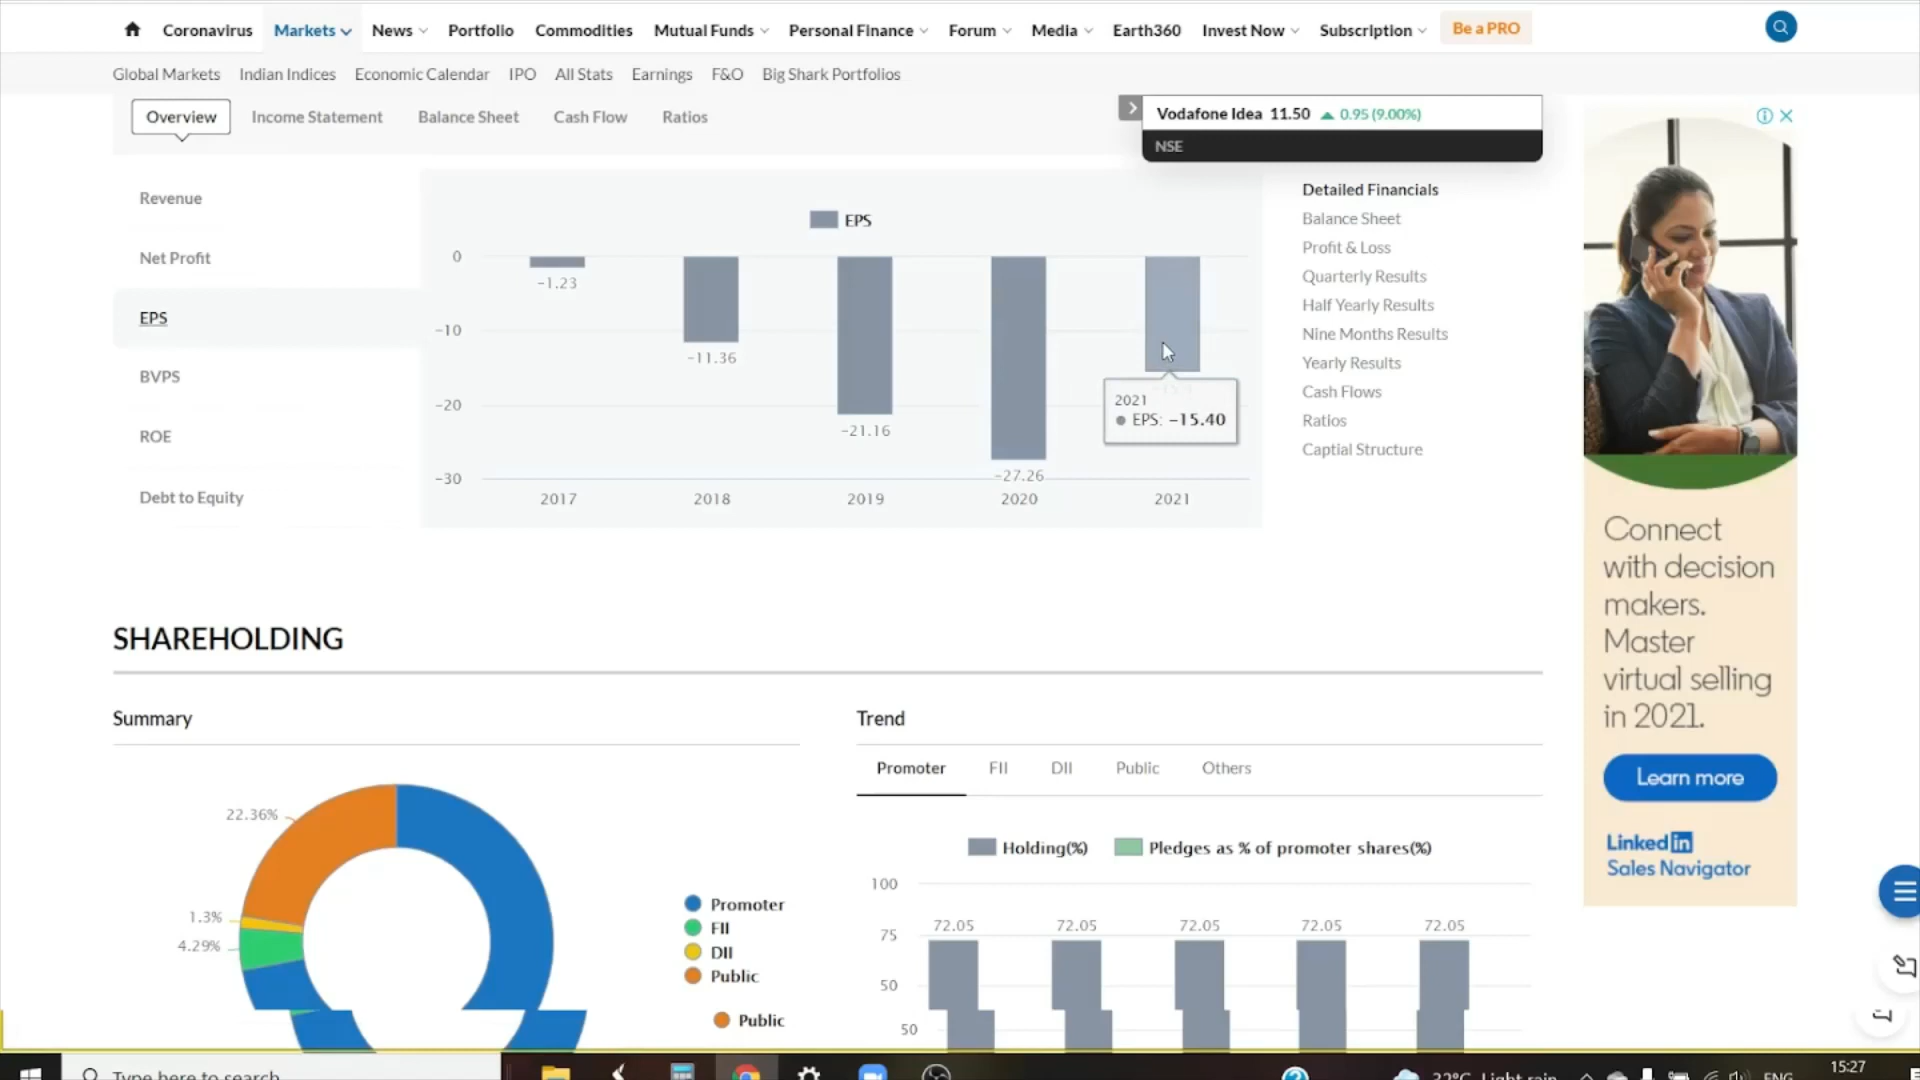 Coronavirus Markets News Portfolio Commodities Mutual Funds Personal Finance Forum Media Earth360 Invest Now Subscription Be a PRO
Global Markets Indian Indices Economic Calendar IPO All Stats Earnings F&O Big Shark Portfolios
Overview Income Statement Balance Sheet Cash Flow Ratios
Vodafone Idea 11.50 ▲ 0.95 (9.00%)
NSE
Revenue
Net Profit
EPS
BVPS
ROE
Debt to Equity
EPS
0
-10
-20
-30
-1.23
-11.36
-21.16
-27.26
2021
EPS: -15.40
2017 2018 2019 2020 2021
Detailed Financials
Balance Sheet
Profit & Loss
Quarterly Results
Half Yearly Results
Nine Months Results
Yearly Results
Cash Flows
Ratios
Captial Structure
Connect
with decision
makers.
Master
virtual selling
in 2021.
Learn more
Linked in
Sales Navigator
SHAREHOLDING
Summary
22.36%
1.3%
4.29%
Promoter
FII
DII
Public
Public
Trend
Promoter FII DII Public Others
Holding(%) Pledges as % of promoter shares(%)
100
75
50
50
72.05 72.05 72.05 72.05 72.05
Type here to search
32°C Light rain
ENG
15:27